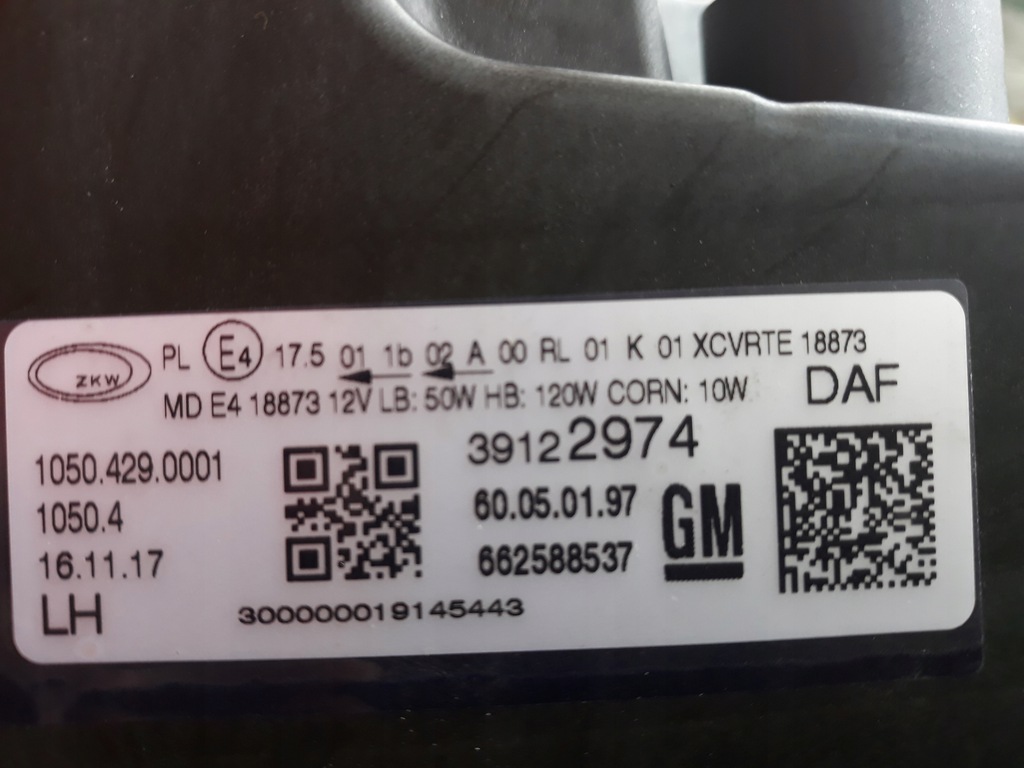 ZKW PL E4 17.5 01 1b 02 A 00 RL 01 K 01 XCVRTE 18873
MD E4 18873 12V LB: 50W HB: 120W CORN: 10W DAF
1050.429.0001
1050.4
16.11.17
LH
39122974
60.05.01.97
662588537
GM
300000019145443